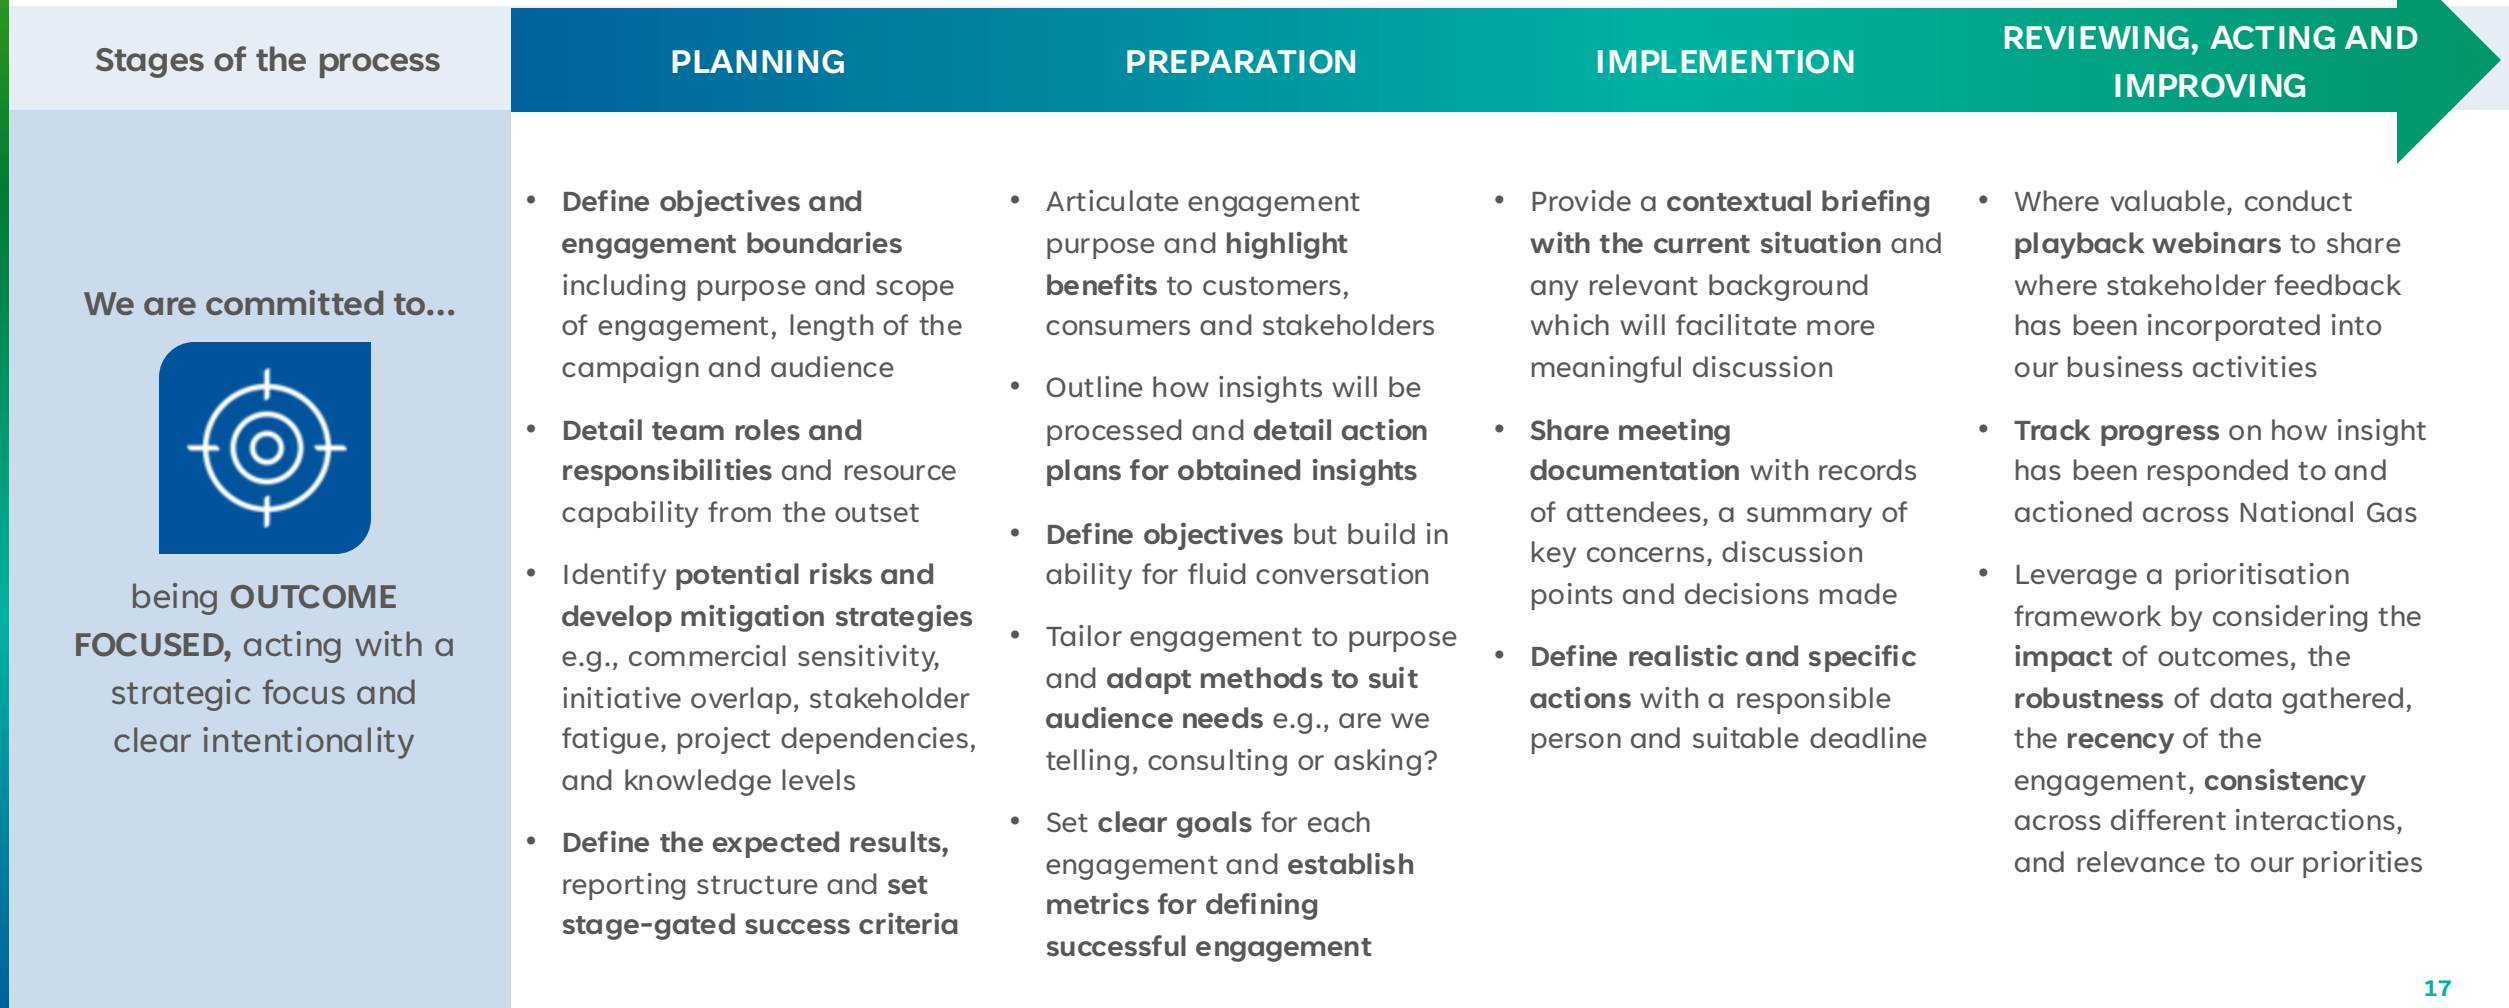 Stages of the process
PLANNING
PREPARATION
IMPLEMENTION
REVIEWING, ACTING AND
IMPROVING
We are committed to...
being OUTCOME
FOCUSED, acting with a
strategic focus and
clear intentionality
• Define objectives and
engagement boundaries
including purpose and scope
of engagement, length of the
campaign and audience
• Detail team roles and
responsibilities and resource
capability from the outset
• Identify potential risks and
develop mitigation strategies
e.g., commercial sensitivity,
initiative overlap, stakeholder
fatigue, project dependencies,
and knowledge levels
• Define the expected results,
reporting structure and set
stage-gated success criteria
• Articulate engagement
purpose and highlight
benefits to customers,
consumers and stakeholders
• Outline how insights will be
processed and detail action
plans for obtained insights
• Define objectives but build in
ability for fluid conversation
• Tailor engagement to purpose
and adapt methods to suit
audience needs e.g., are we
telling, consulting or asking?
• Set clear goals for each
engagement and establish
metrics for defining
successful engagement
• Provide a contextual briefing
with the current situation and
any relevant background
which will facilitate more
meaningful discussion
• Share meeting
documentation with records
of attendees, a summary of
key concerns, discussion
points and decisions made
• Define realistic and specific
actions with a responsible
person and suitable deadline
• Where valuable, conduct
playback webinars to share
where stakeholder feedback
has been incorporated into
our business activities
• Track progress on how insight
has been responded to and
actioned across National Gas
• Leverage a prioritisation
framework by considering the
impact of outcomes, the
robustness of data gathered,
the recency of the
engagement, consistency
across different interactions,
and relevance to our priorities
17